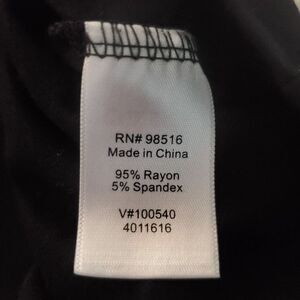 RN# 98516
Made in China
95% Rayon
5% Spandex
V#100540
4011616